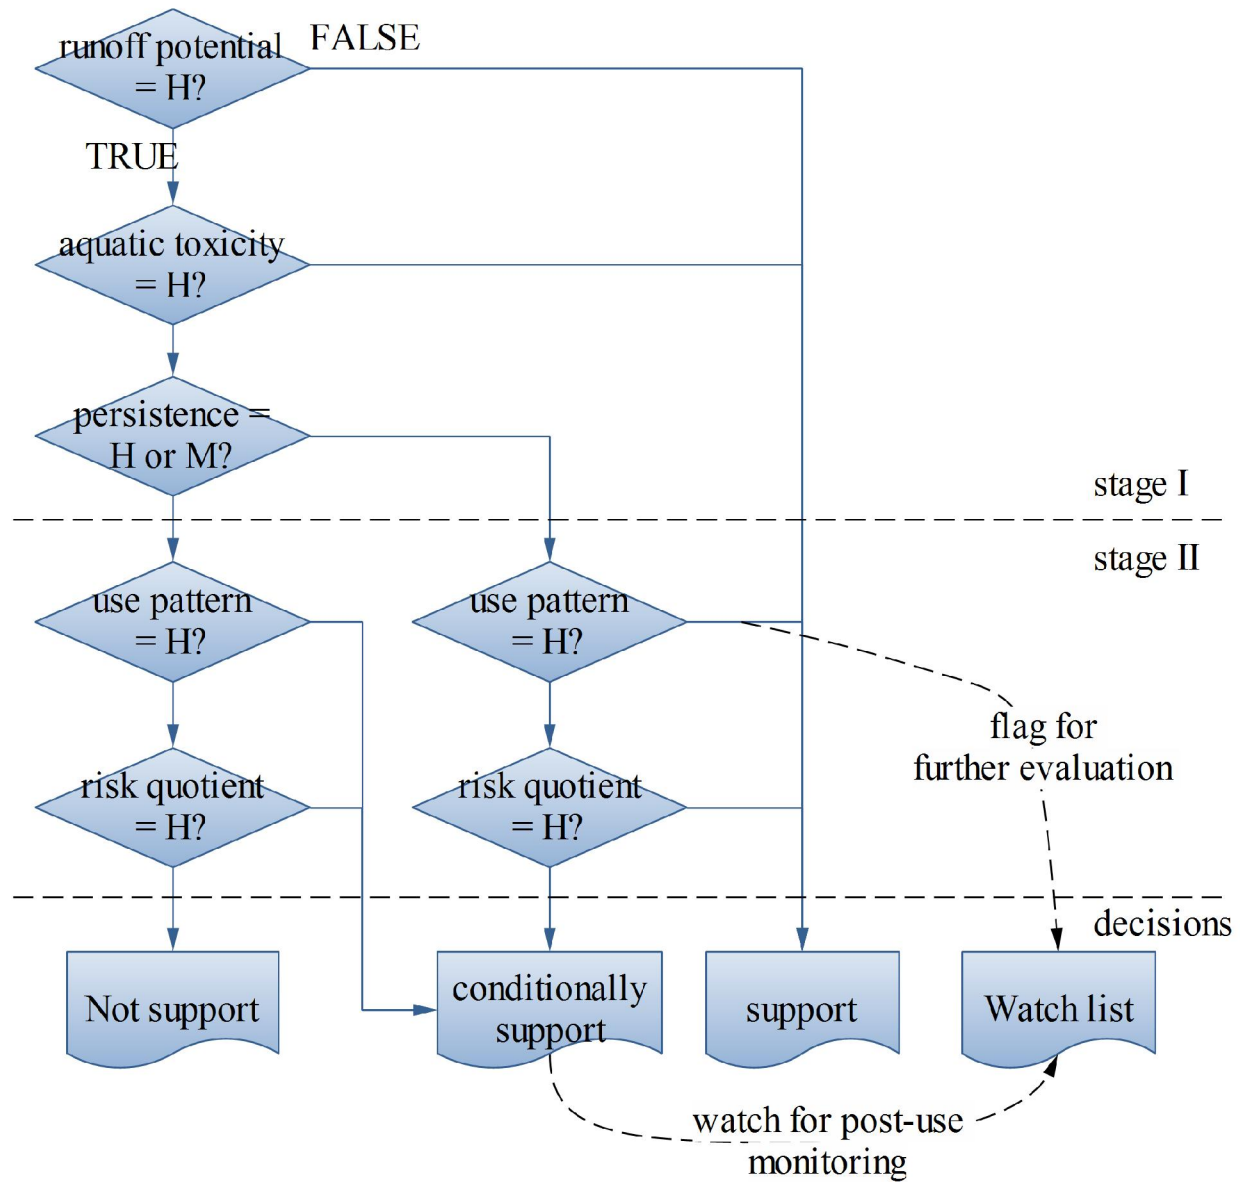 runoff potential
= H?
FALSE
TRUE
aquatic toxicity
= H?
persistence =
H or M?
stage I
stage II
use pattern
= H?
use pattern
= H?
flag for
further evaluation
risk quotient
= H?
risk quotient
= H?
decisions
Not support
conditionally
support
support
Watch list
watch for post-use
monitoring